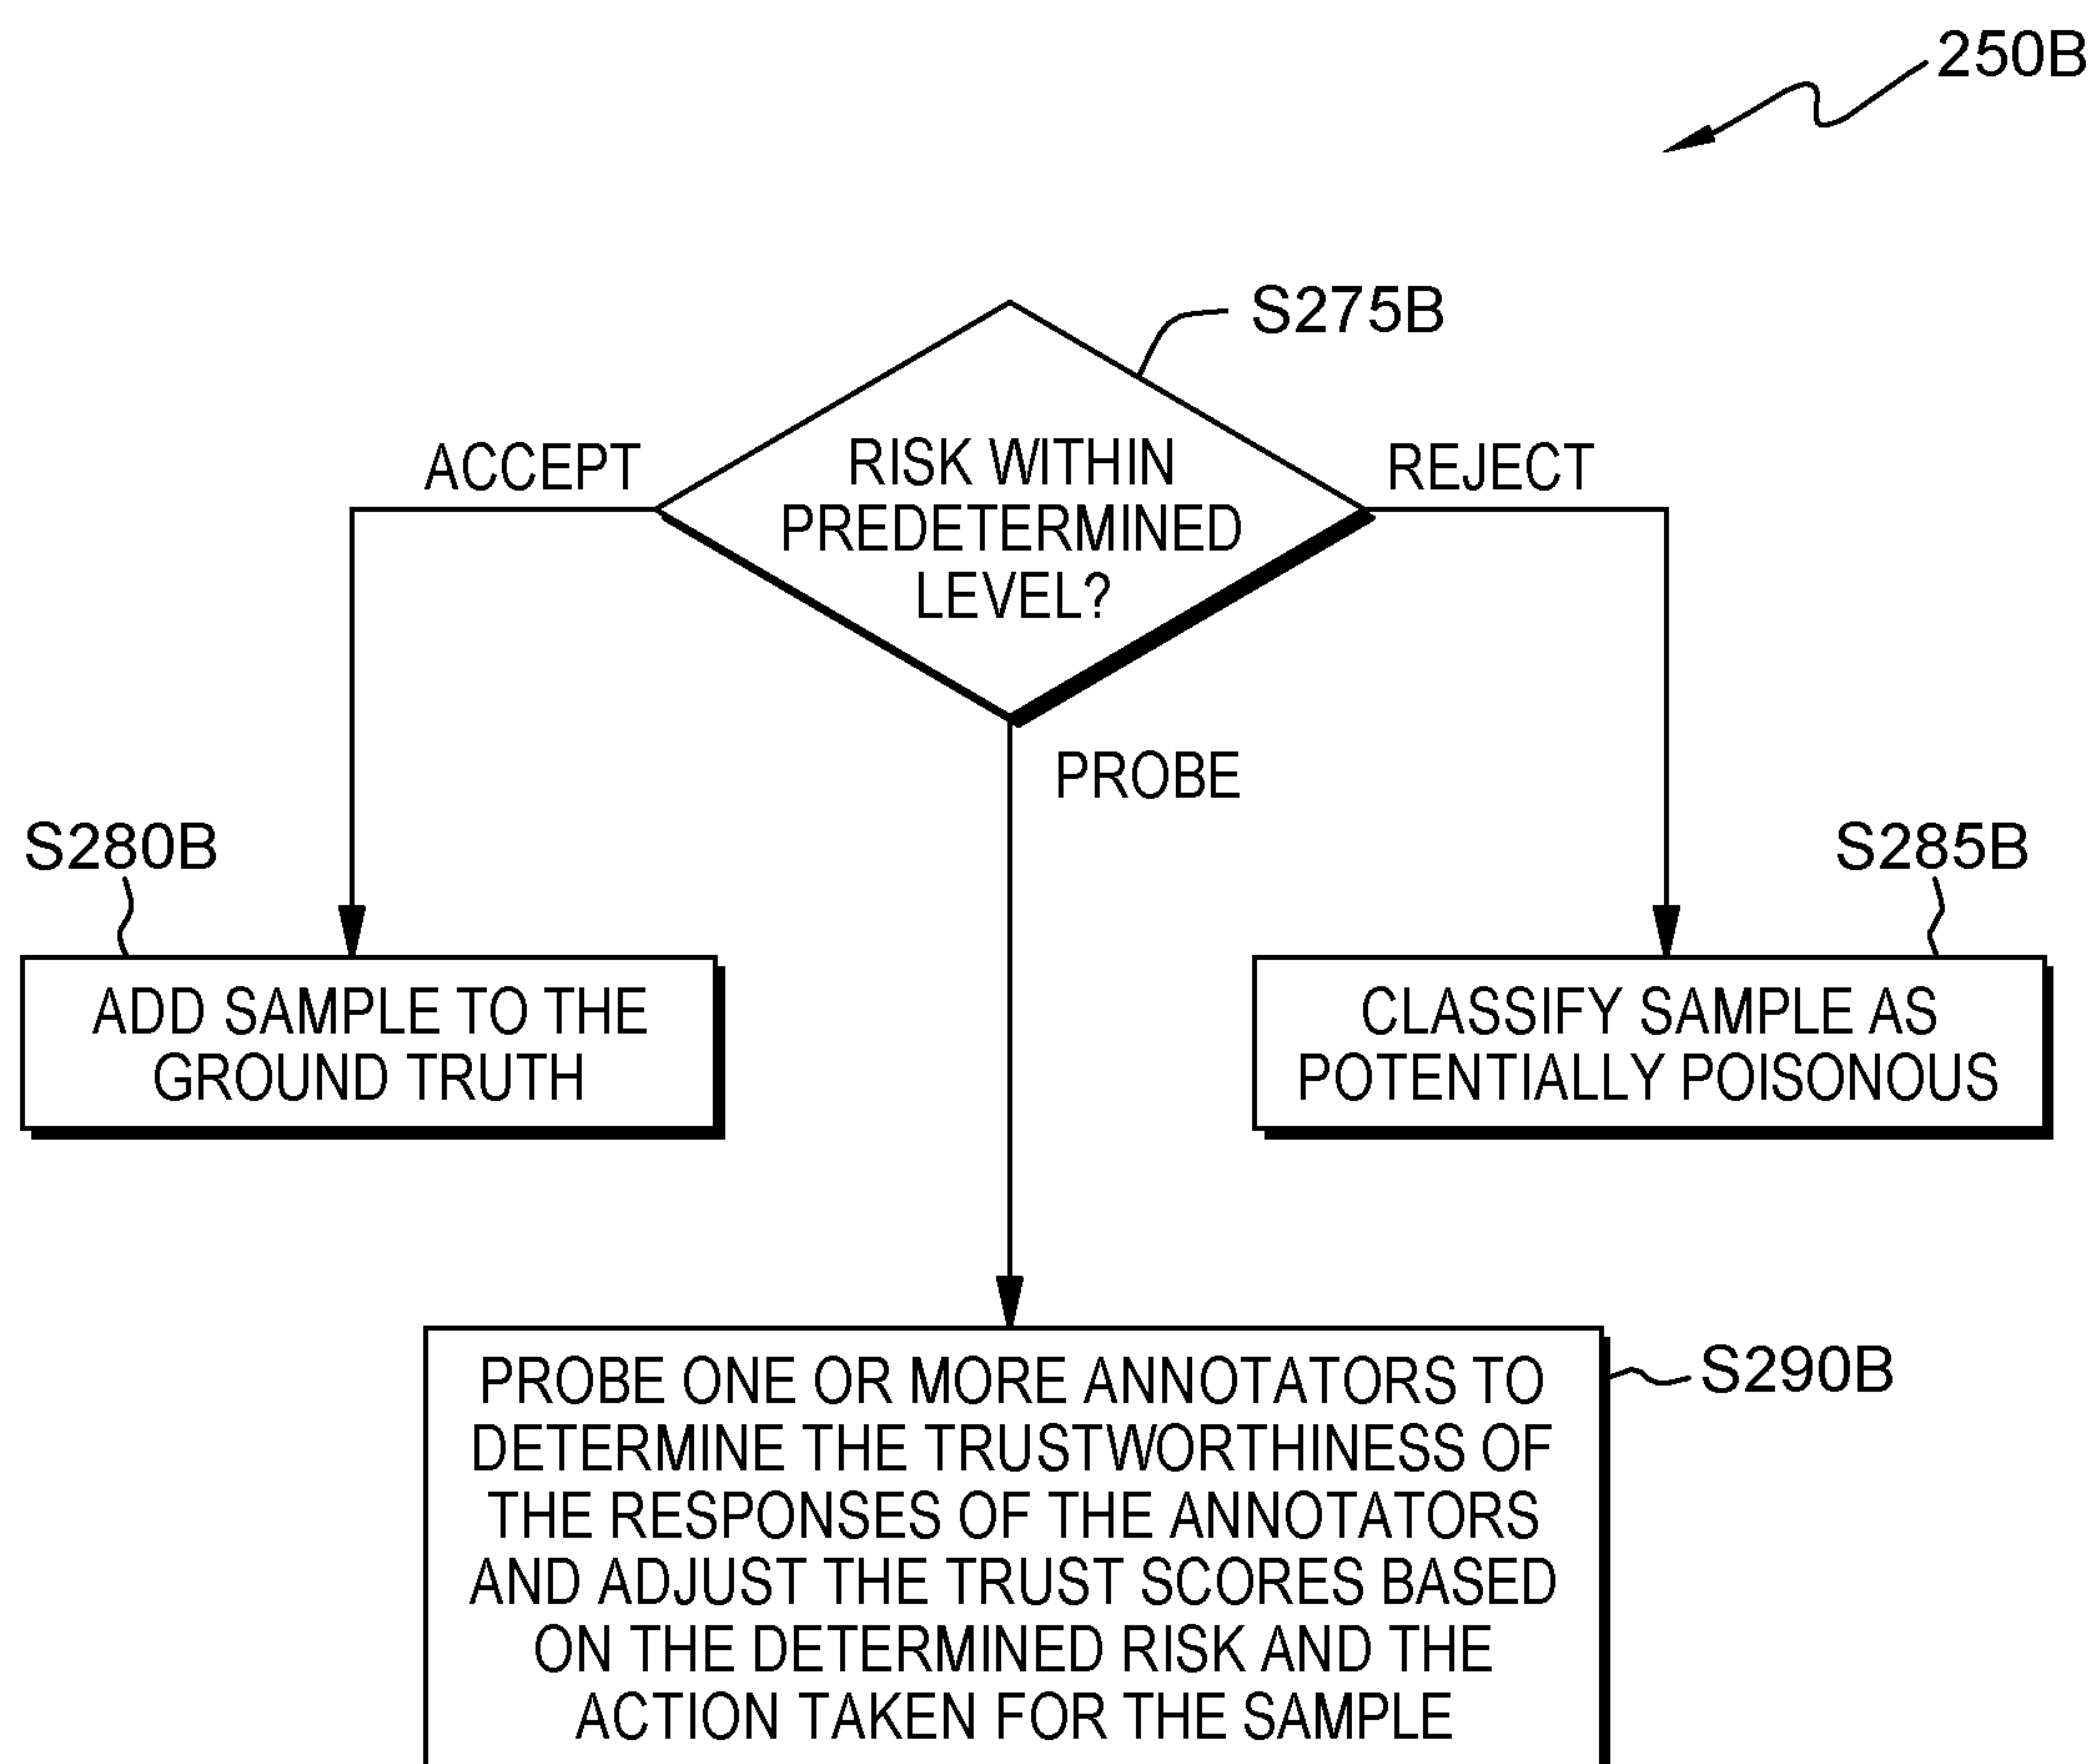 250B
S275B
ACCEPT
RISK WITHIN
PREDETERMINED
LEVEL?
REJECT
PROBE
S280B
S285B
ADD SAMPLE TO THE
GROUND TRUTH
CLASSIFY SAMPLE AS
POTENTIALLY POISONOUS
PROBE ONE OR MORE ANNOTATORS TO
DETERMINE THE TRUSTWORTHINESS OF
THE RESPONSES OF THE ANNOTATORS
AND ADJUST THE TRUST SCORES BASED
ON THE DETERMINED RISK AND THE
ACTION TAKEN FOR THE SAMPLE
S290B